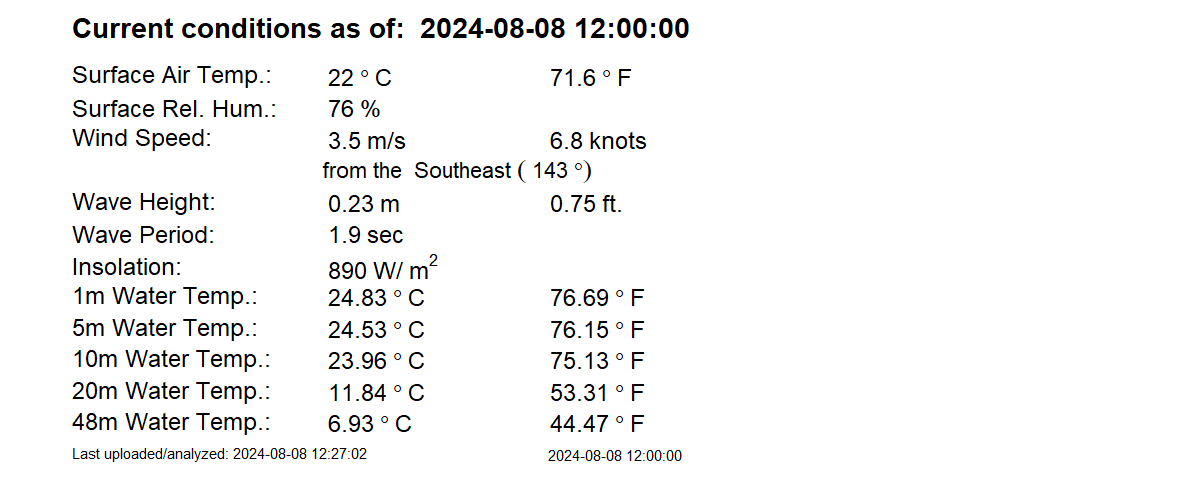 Current conditions as of: 2024-08-08 12:00:00
Surface Air Temp.: 22 ° C 71.6 ° F
Surface Rel. Hum.: 76 %
Wind Speed: 3.5 m/s 6.8 knots
from the Southeast ( 143 °)
Wave Height: 0.23 m 0.75 ft.
Wave Period: 1.9 sec
Insolation: 890 W/ m²
1m Water Temp.: 24.83 ° C 76.69 ° F
5m Water Temp.: 24.53 ° C 76.15 ° F
10m Water Temp.: 23.96 ° C 75.13 ° F
20m Water Temp.: 11.84 ° C 53.31 ° F
48m Water Temp.: 6.93 ° C 44.47 ° F
Last uploaded/analyzed: 2024-08-08 12:27:02 2024-08-08 12:00:00